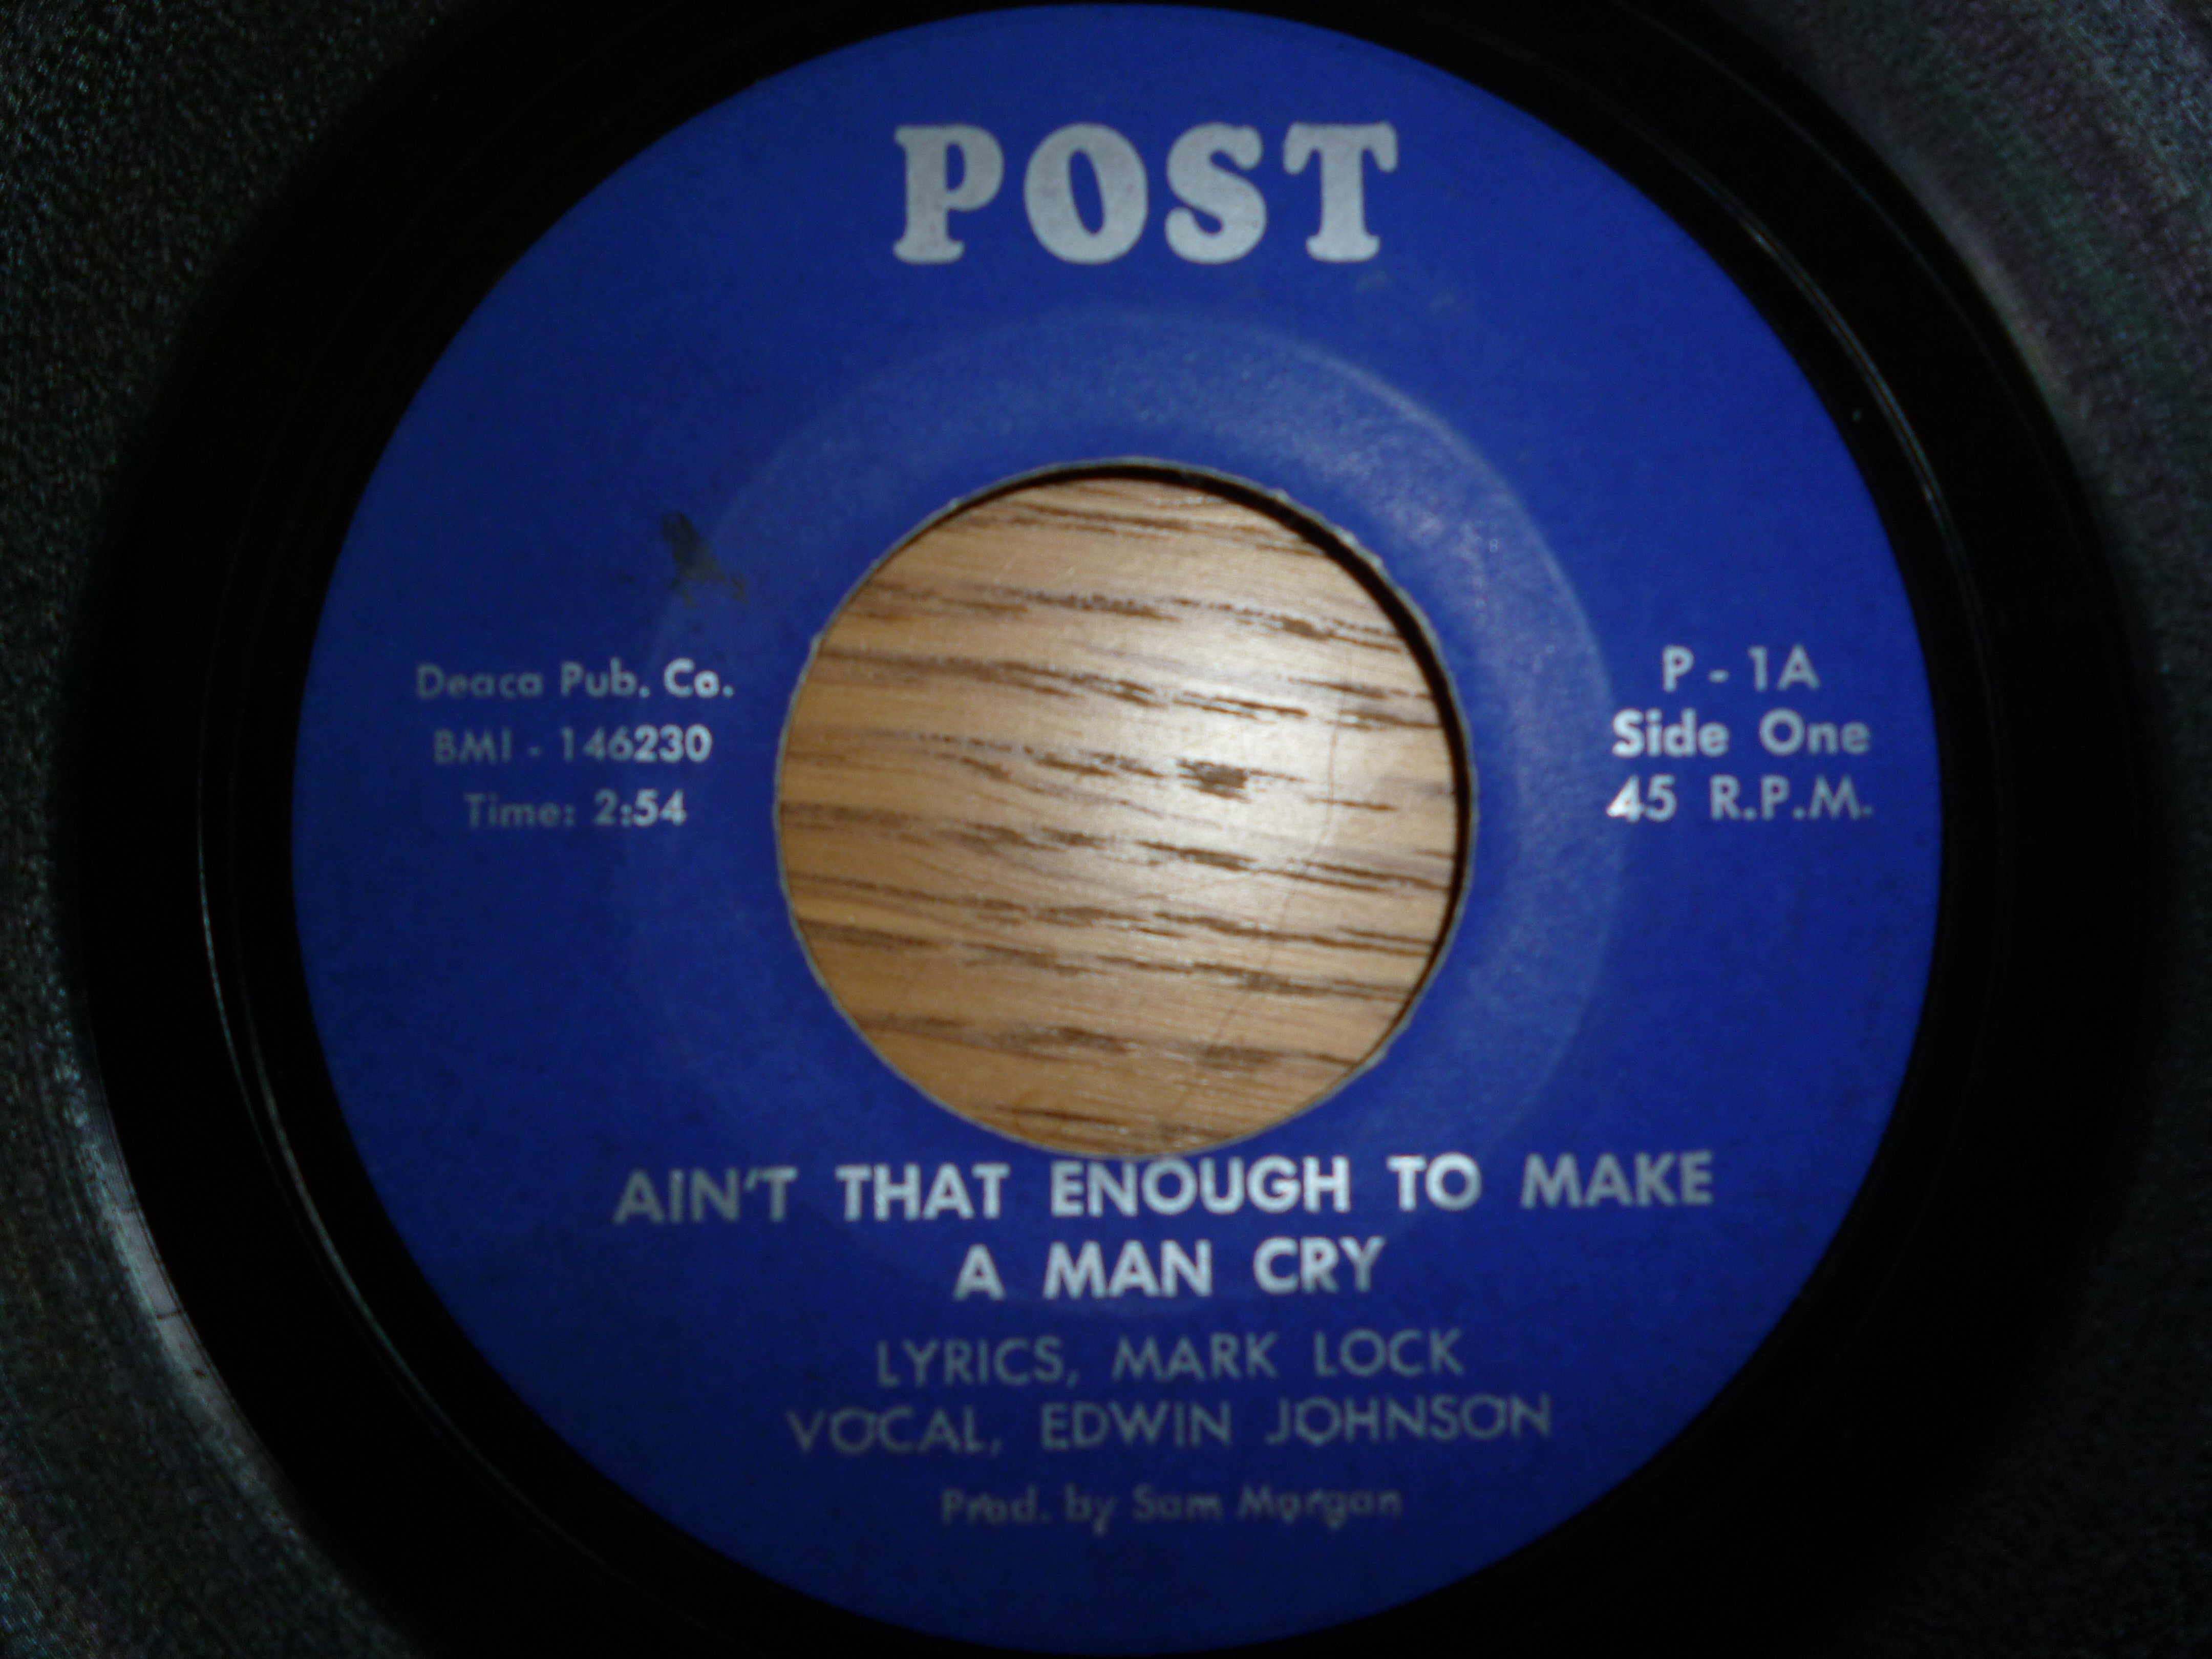 POST
Deaca Pub. Co.
BMI - 146230
Time: 2:54
P - 1A
Side One
45 R.P.M.
AIN'T THAT ENOUGH TO MAKE
A MAN CRY
LYRICS, MARK LOCK
VOCAL, EDWIN JOHNSON
Prod. by Sam Morgan